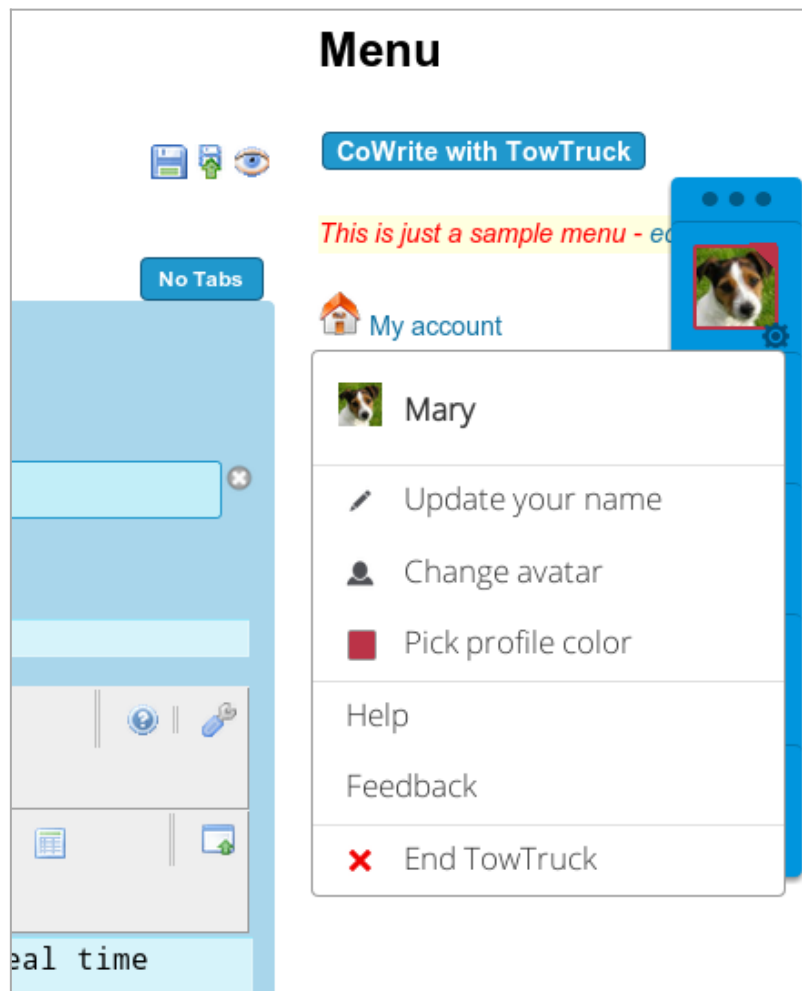 Menu
CoWrite with TowTruck
This is just a sample menu -
No Tabs
My account
Mary
Update your name
Change avatar
Pick profile color
Help
Feedback
End TowTruck
eal time